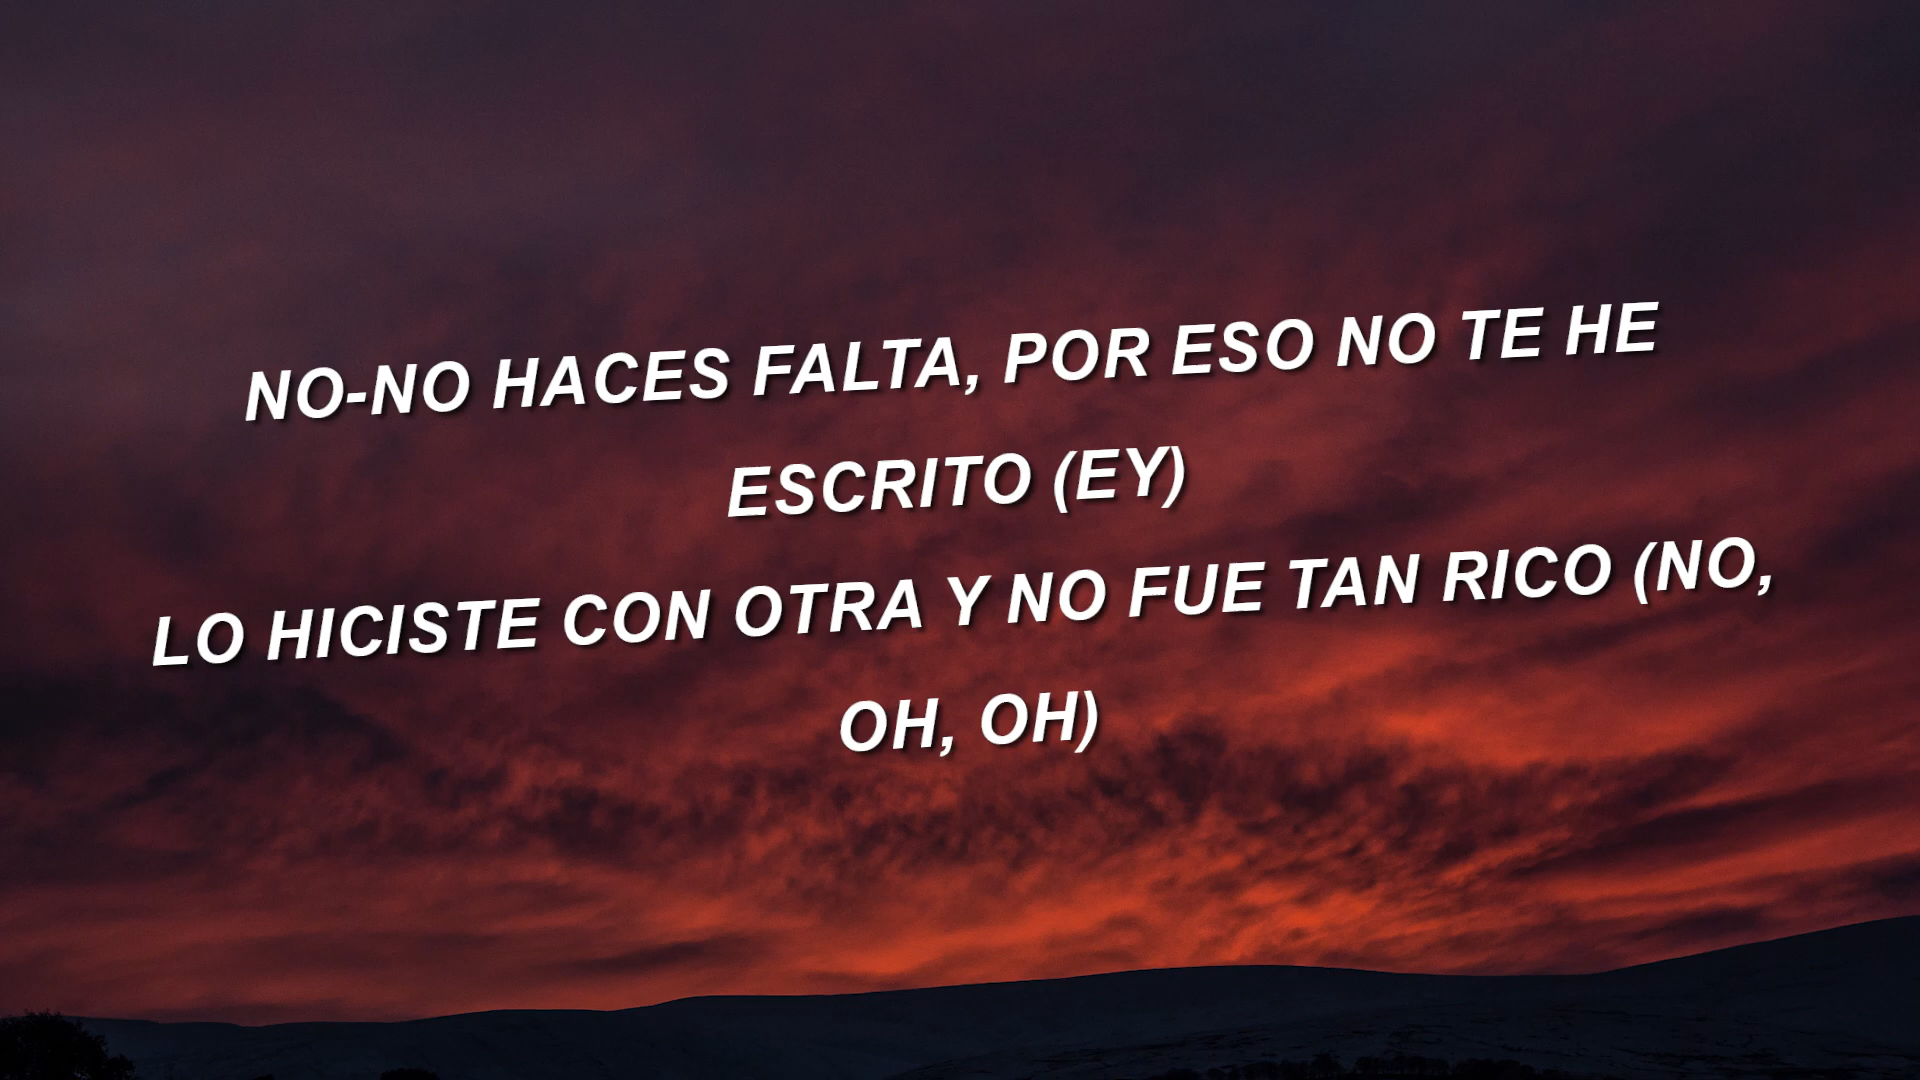 NO-NO HACES FALTA, POR ESO NO TE HE
ESCRITO (EY)
LO HICISTE CON OTRA Y NO FUE TAN RICO (NO,
OH, OH)